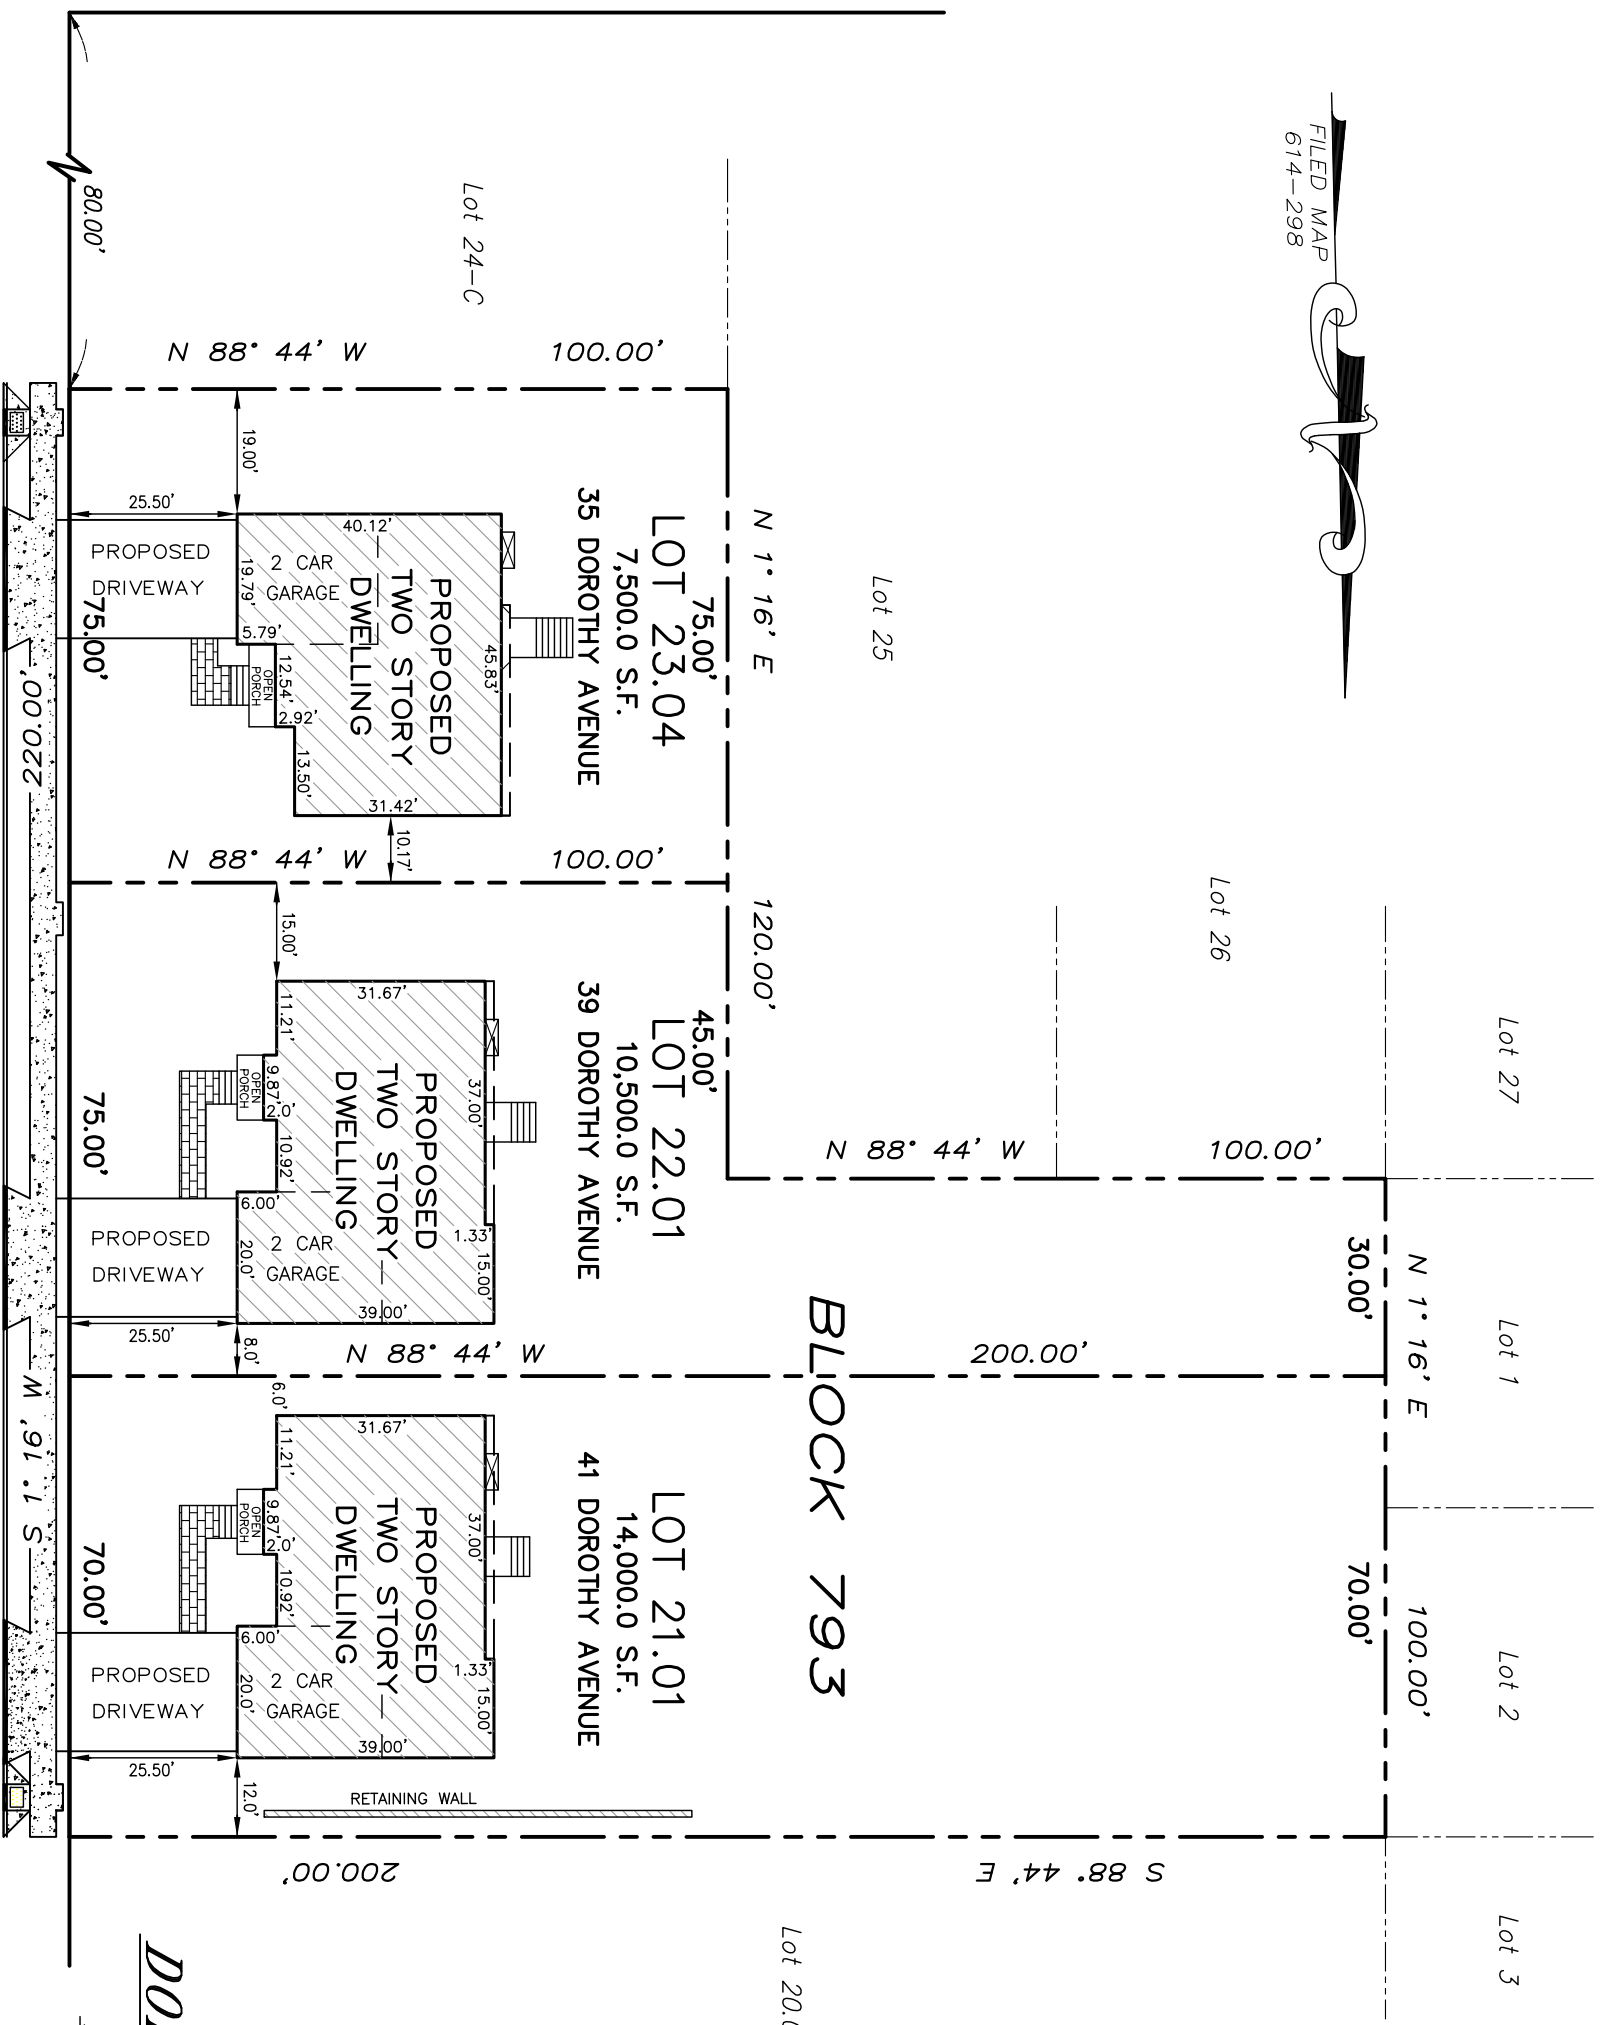 FILED MAP
614-298
80.00'
Lot 24-C
N 88° 44' W 100.00'
19.00'
25.50'
PROPOSED
DRIVEWAY
75.00'
40.12'
2 CAR
GARAGE
19.79'
5.79'
12.54'
OPEN
PORCH
2.92'
13.50'
31.42'
45.83'
PROPOSED
TWO STORY
DWELLING
10.17'
75.00'
LOT 23.04
7,500.0 S.F.
35 DOROTHY AVENUE
N 1° 16' E 120.00'
Lot 25
Lot 26
Lot 27
N 88° 44' W 100.00'
15.00'
31.67'
11.21'
9.87'
OPEN
PORCH
2.0'
10.92'
6.00'
37.00'
1.33'
15.00'
PROPOSED
TWO STORY
DWELLING
2 CAR
GARAGE
20.0'
39.00'
PROPOSED
DRIVEWAY
75.00'
25.50'
8.0'
45.00'
LOT 22.01
10,500.0 S.F.
39 DOROTHY AVENUE
N 88° 44' W 100.00'
30.00'
N 1° 16' E 100.00'
Lot 1
N 88° 44' W 200.00'
BLOCK 793
6.0'
31.67'
11.21'
9.87'
OPEN
PORCH
2.0'
10.92'
6.00'
37.00'
1.33'
15.00'
PROPOSED
TWO STORY
DWELLING
2 CAR
GARAGE
20.0'
39.00'
PROPOSED
DRIVEWAY
70.00'
25.50'
12.0'
LOT 21.01
14,000.0 S.F.
41 DOROTHY AVENUE
70.00'
Lot 2
RETAINING WALL
S 88° 44' E 200.00'
S 1° 16' W 220.00'
Lot 3